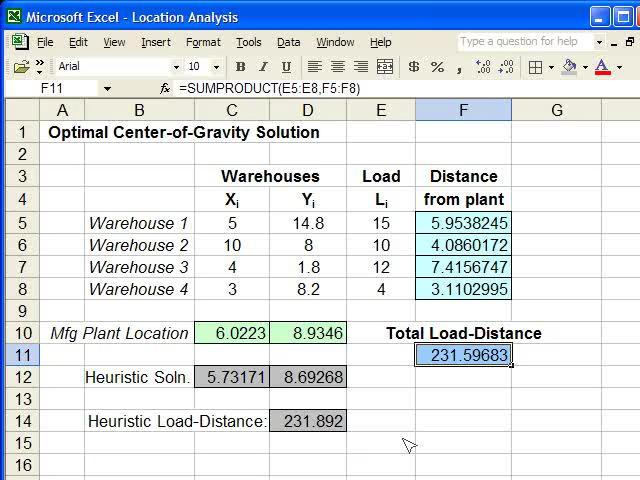 Microsoft Excel - Location Analysis
File Edit View Insert Format Tools Data Window Help Type a question for help
Arial 10 B I U $ % , .00 .0 A
F11 fx =SUMPRODUCT(E5:E8,F5:F8)
A B C D E F G
1 Optimal Center-of-Gravity Solution
2
3 Warehouses Load Distance
4 Xi Yi Li from plant
5 Warehouse 1 5 14.8 15 5.9538245
6 Warehouse 2 10 8 10 4.0860172
7 Warehouse 3 4 1.8 12 7.4156747
8 Warehouse 4 3 8.2 4 3.1102995
9
10 Mfg Plant Location 6.0223 8.9346 Total Load-Distance
11 231.59683
12 Heuristic Soln. 5.73171 8.69268
13
14 Heuristic Load-Distance: 231.892
15
16